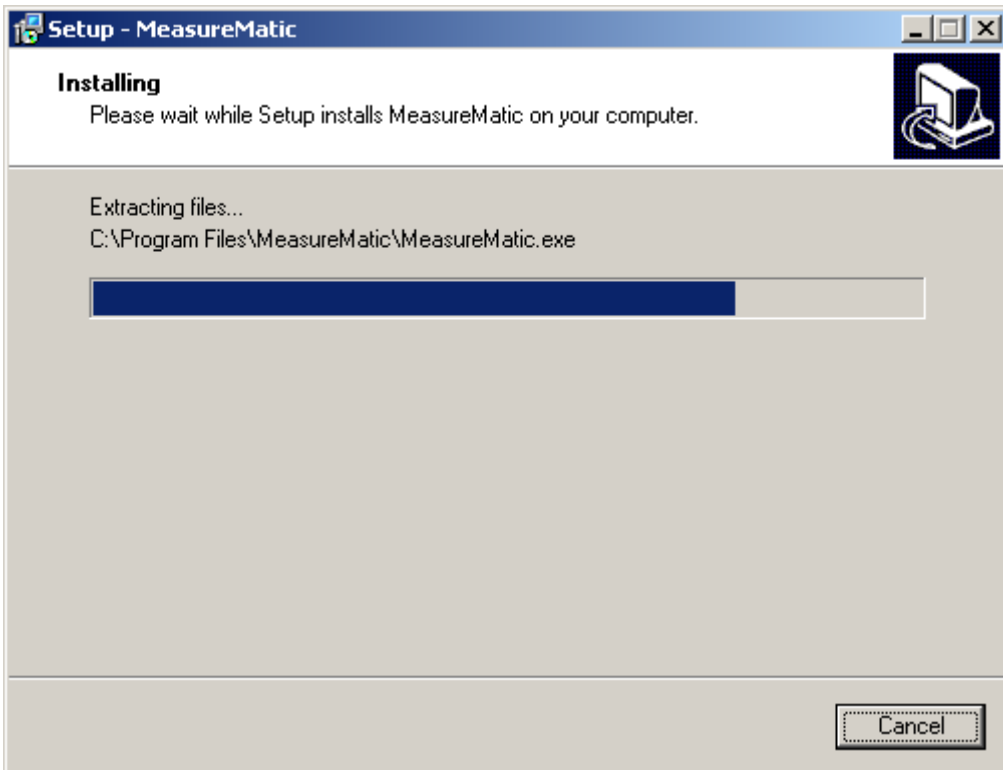 Setup - MeasureMatic
Installing
Please wait while Setup installs MeasureMatic on your computer.
Extracting files...
C:\Program Files\MeasureMatic\MeasureMatic.exe
Cancel